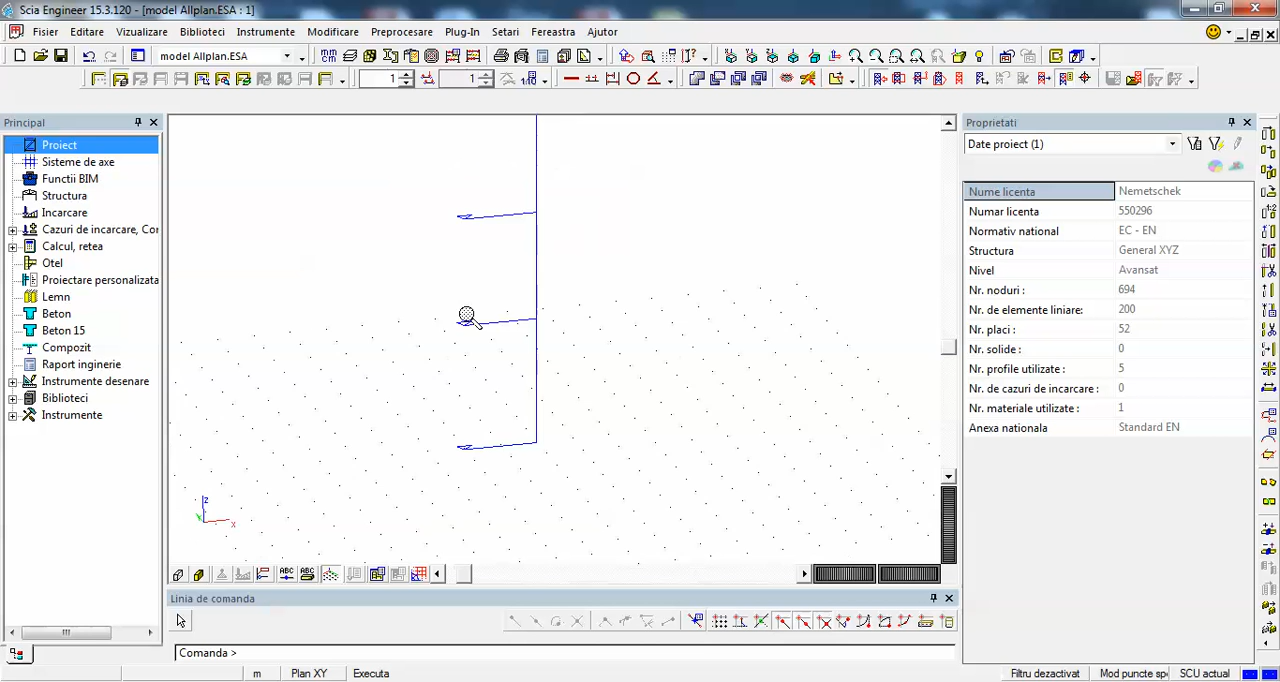 Scia Engineer 15.3.120 - [model Allplan.ESA : 1]
Fisier Editare Vizualizare Biblioteci Instrumente Modificare Preprocesare Plug-In Setari Fereastra Ajutor
model Allplan.ESA
1 1
Principal
Proiect
Sisteme de axe
Functii BIM
Structura
Incarcare
Cazuri de incarcare, Cor
Calcul, retea
Otel
Proiectare personalizata
Lemn
Beton
Beton 15
Compozit
Raport inginerie
Instrumente desenare
Biblioteci
Instrumente
z
y
x
Proprietati
Date proiect (1)
Nume licenta Nemetschek
Numar licenta 550296
Normativ national EC - EN
Structura General XYZ
Nivel Avansat
Nr. noduri : 694
Nr. de elemente liniare: 200
Nr. placi : 52
Nr. solide : 0
Nr. profile utilizate : 5
Nr. de cazuri de incarcare : 0
Nr. materiale utilizate : 1
Anexa nationala Standard EN
Linia de comanda
Comanda >
m Plan XY Executa Filtru dezactivat Mod puncte spe SCU actual